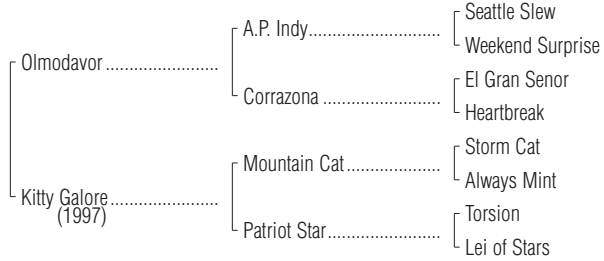 Seattle Slew
A.P. Indy
Weekend Surprise
Olmodavor
El Gran Senor
Corrazona
Heartbreak
Storm Cat
Mountain Cat
Always Mint
Kitty Galore
(1997)
Torsion
Patriot Star
Lei of Stars